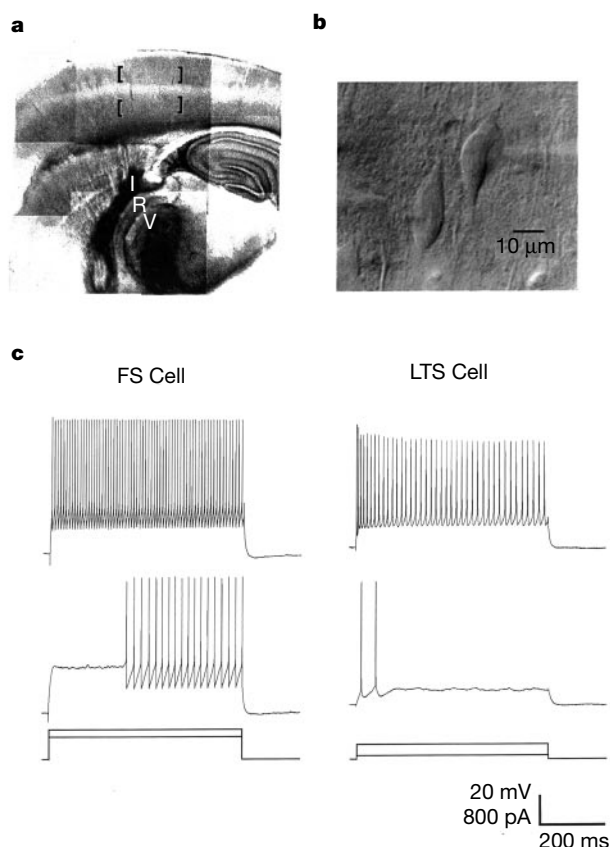 a
b
I
R
V
10 μm
c
FS Cell
LTS Cell
20 mV
800 pA
200 ms